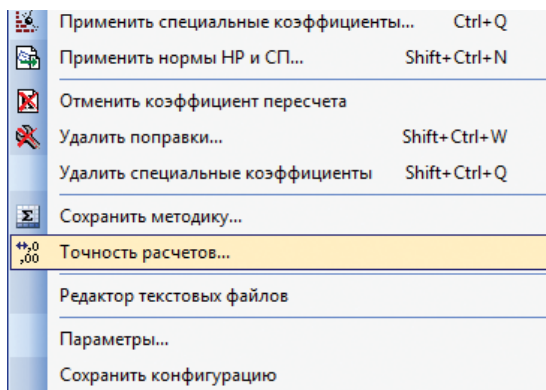 Применить специальные коэффициенты... Ctrl+Q
Применить нормы НР и СП... Shift+Ctrl+N
Отменить коэффициент пересчета
Удалить поправки... Shift+Ctrl+W
Удалить специальные коэффициенты Shift+Ctrl+Q
Сохранить методику...
Точность расчетов...
Редактор текстовых файлов
Параметры...
Сохранить конфигурацию